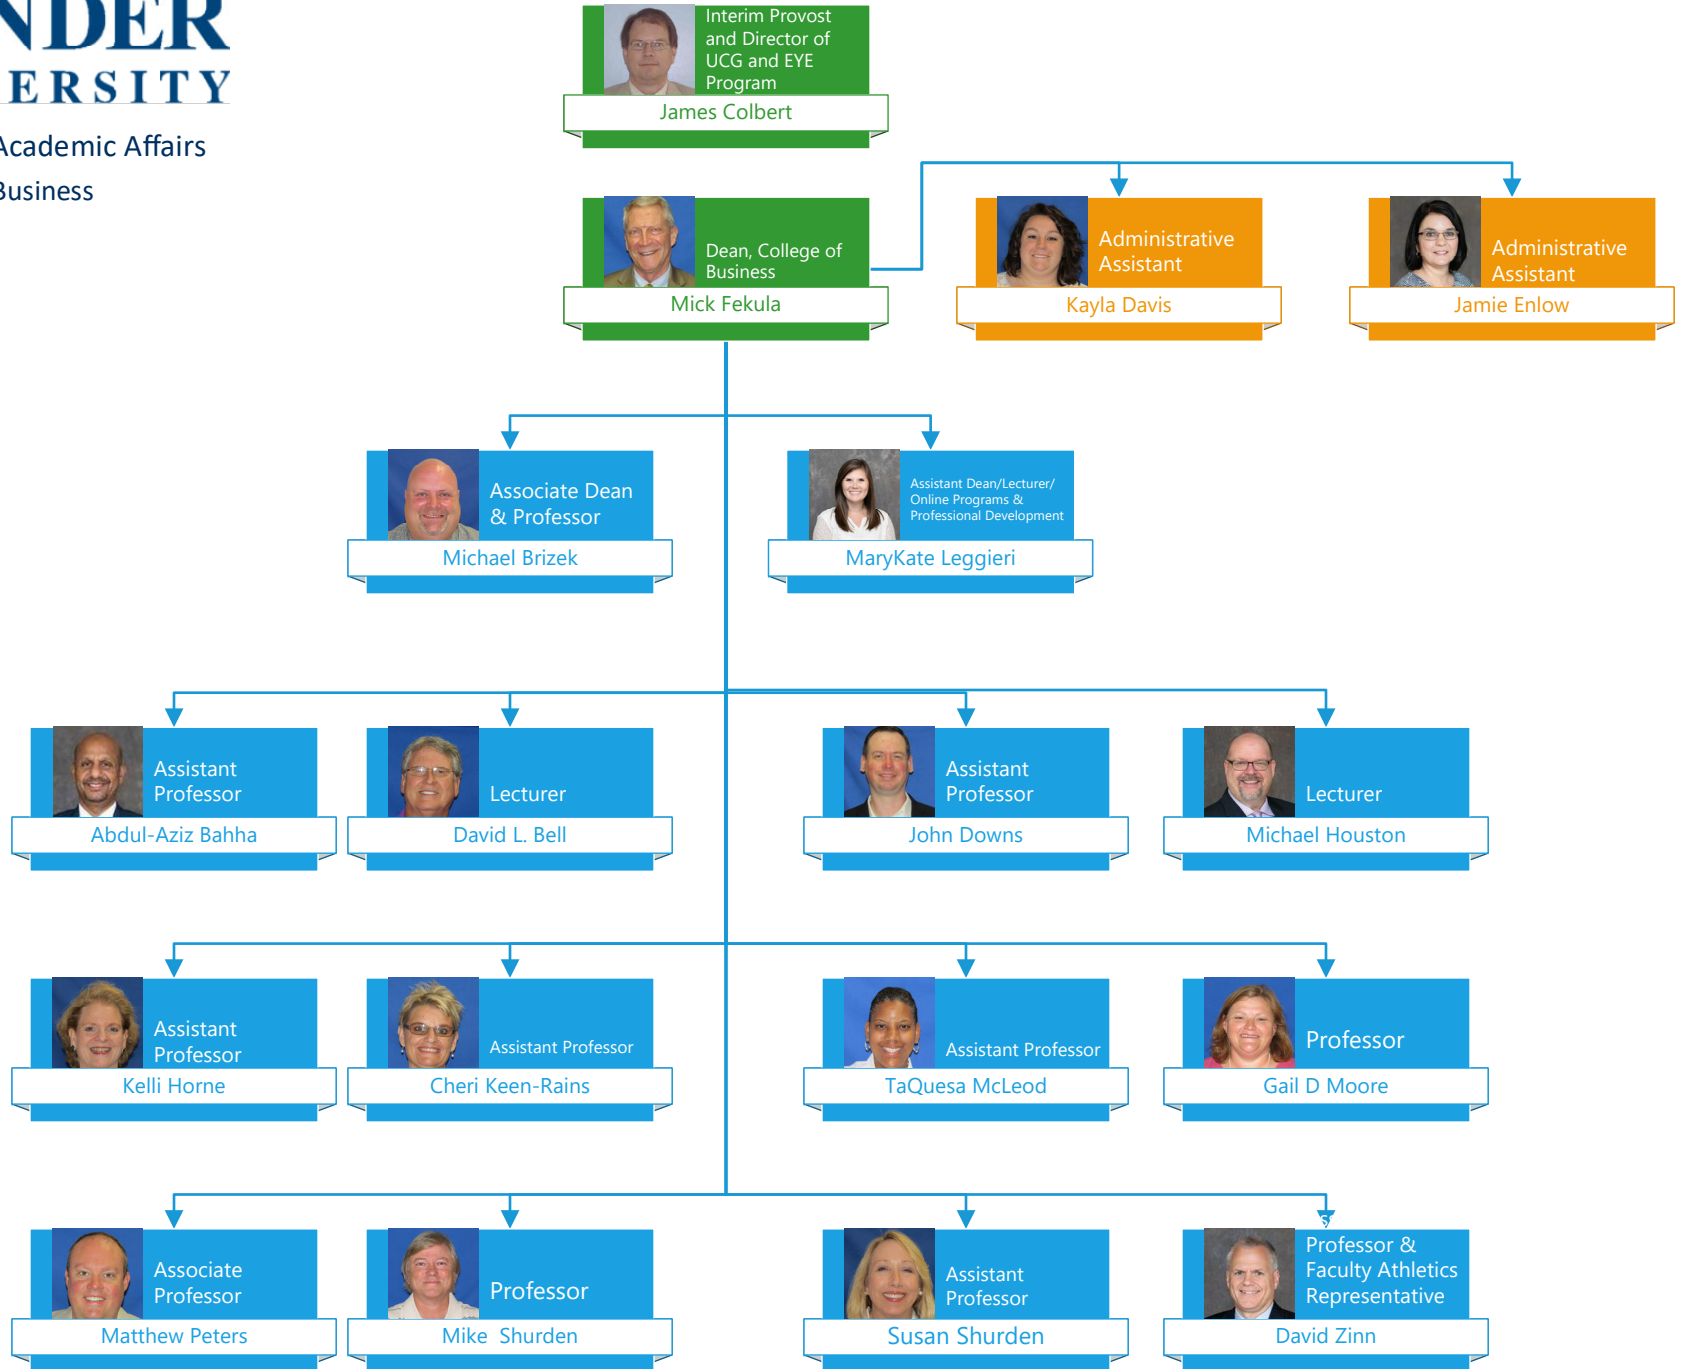 NDER
ERSITY
Academic Affairs
Business
Interim Provost
and Director of
UCG and EYE
Program
James Colbert
Dean, College of
Business
Mick Fekula
Administrative
Assistant
Kayla Davis
Administrative
Assistant
Jamie Enlow
Associate Dean
& Professor
Michael Brizek
Assistant Dean/Lecturer/
Online Programs &
Professional Development
MaryKate Leggieri
Assistant
Professor
Abdul-Aziz Bahha
Lecturer
David L. Bell
Assistant
Professor
John Downs
Lecturer
Michael Houston
Assistant
Professor
Kelli Horne
Assistant Professor
Cheri Keen-Rains
Assistant Professor
TaQuesa McLeod
Professor
Gail D Moore
Associate
Professor
Matthew Peters
Professor
Mike Shurden
Assistant
Professor
Susan Shurden
Professor &
Faculty Athletics
Representative
David Zinn